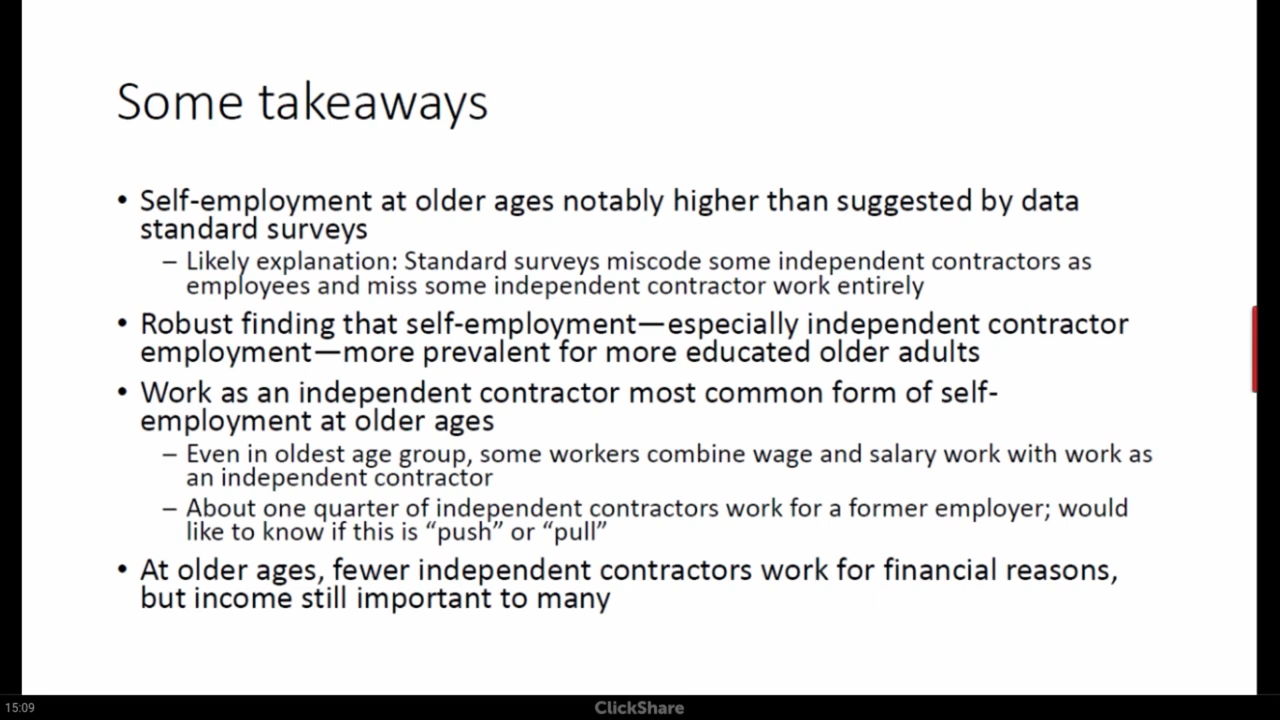 Some takeaways
• Self-employment at older ages notably higher than suggested by data
standard surveys
– Likely explanation: Standard surveys miscode some independent contractors as
employees and miss some independent contractor work entirely
• Robust finding that self-employment—especially independent contractor
employment—more prevalent for more educated older adults
• Work as an independent contractor most common form of self-
employment at older ages
– Even in oldest age group, some workers combine wage and salary work with work as
an independent contractor
– About one quarter of independent contractors work for a former employer; would
like to know if this is “push” or “pull”
• At older ages, fewer independent contractors work for financial reasons,
but income still important to many
15:09
ClickShare